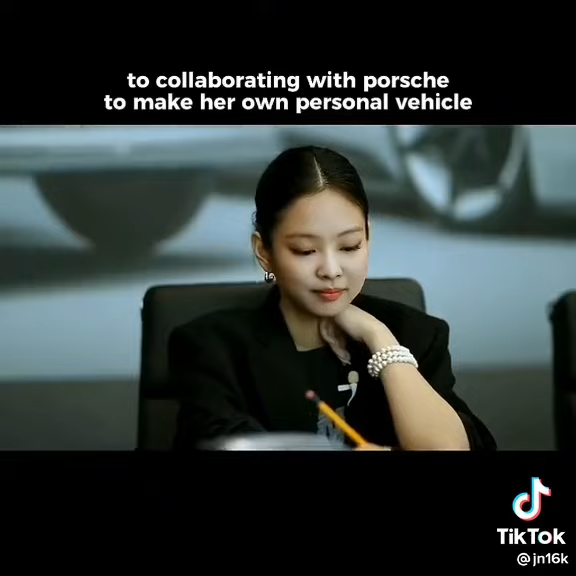 to collaborating with porsche
to make her own personal vehicle
TikTok
@jn16k